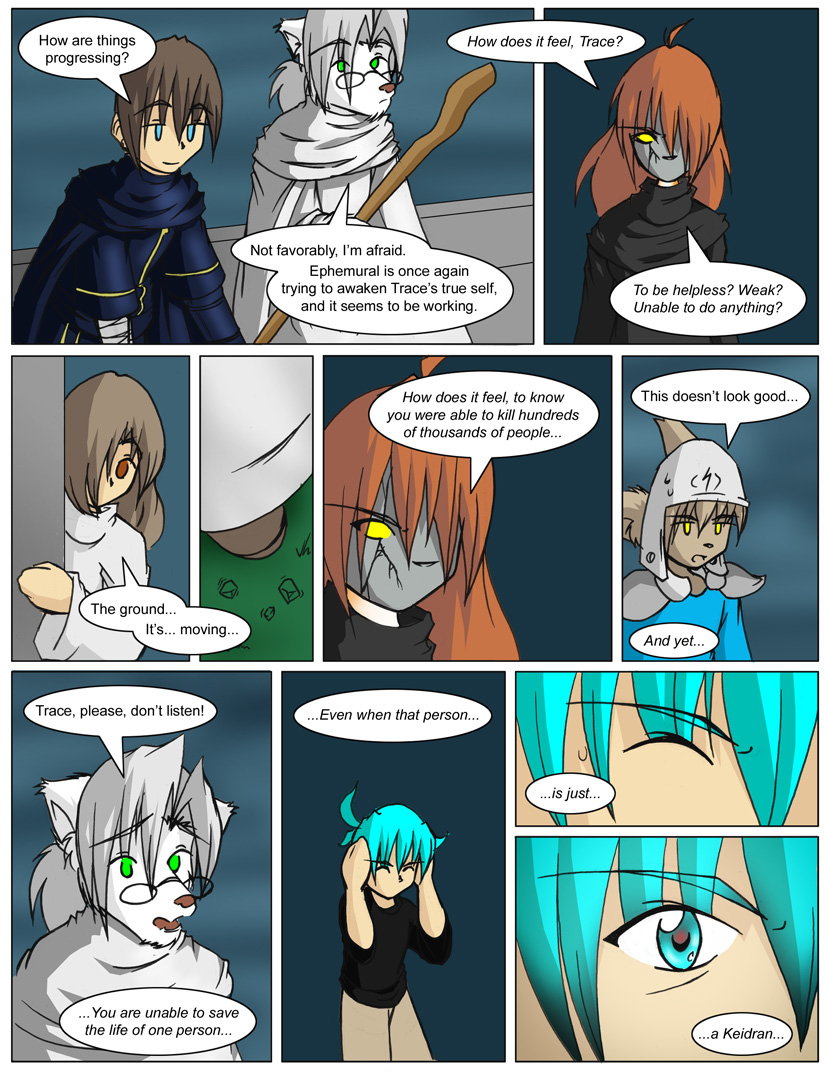 How are things
progressing?
Not favorably, I'm afraid.
Ephemural is once again
trying to awaken Trace's true self,
and it seems to be working.
How does it feel, Trace?
To be helpless? Weak?
Unable to do anything?
The ground...
It's... moving...
How does it feel, to know
you were able to kill hundreds
of thousands of people...
This doesn't look good...
And yet...
Trace, please, don't listen!
...You are unable to save
the life of one person...
...Even when that person...
...is just...
...a Keidran...